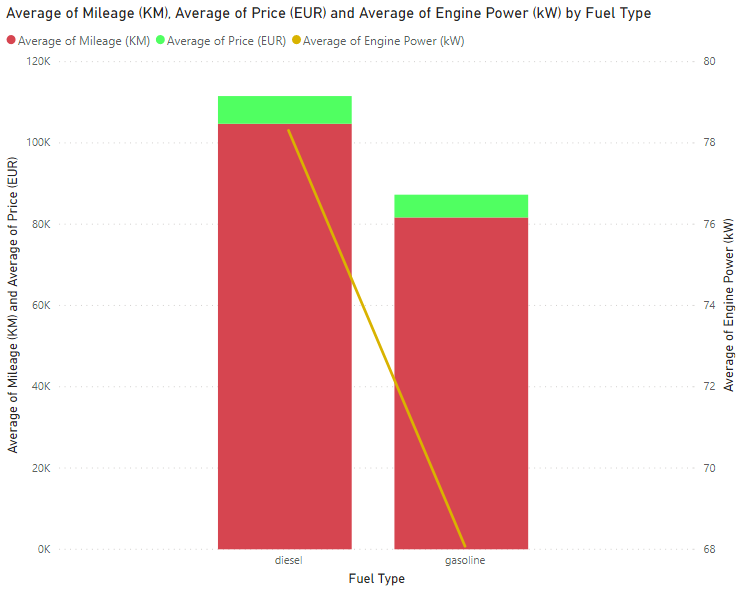 Average of Mileage (KM), Average of Price (EUR) and Average of Engine Power (kW) by Fuel Type
Average of Mileage (KM) Average of Price (EUR) Average of Engine Power (kW)
Average of Mileage (KM) and Average of Price (EUR)
120K
100K
80K
60K
40K
20K
0K
80
78
76
74
72
70
68
Average of Engine Power (kW)
diesel gasoline
Fuel Type